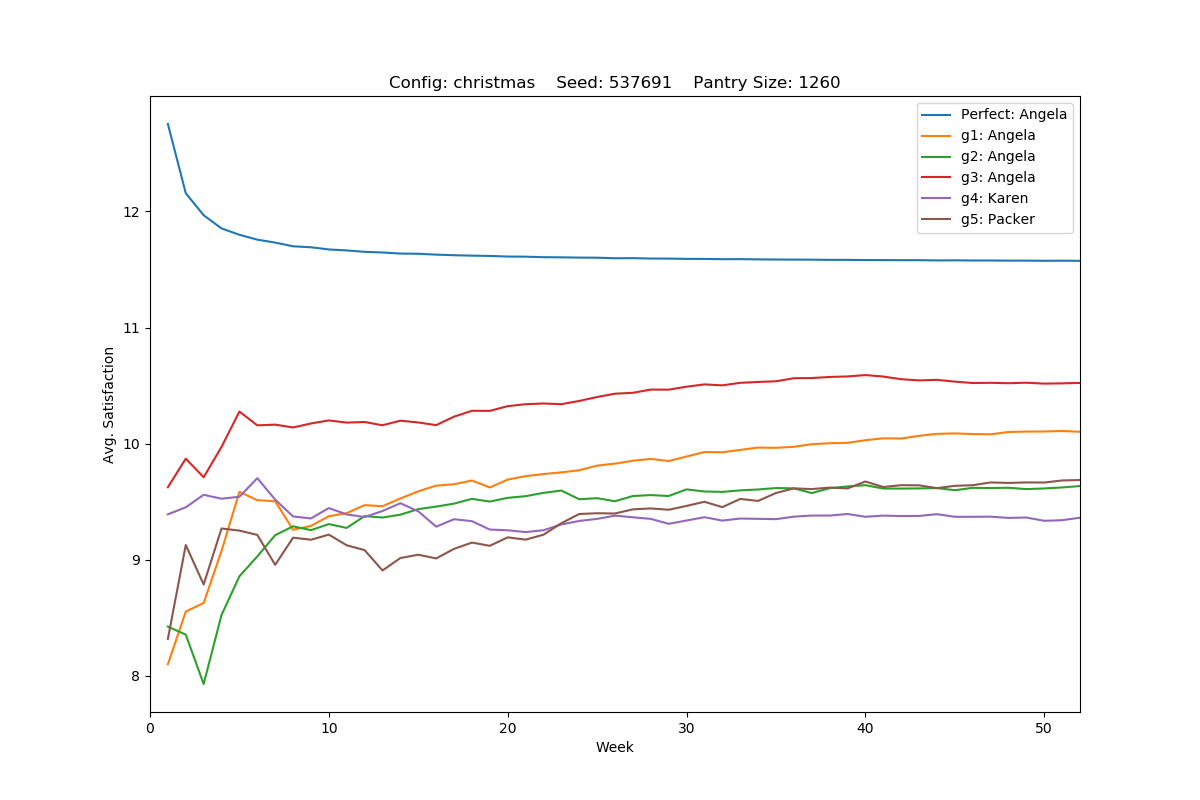 Config: christmas    Seed: 537691    Pantry Size: 1260
Perfect: Angela
g1: Angela
g2: Angela
g3: Angela
g4: Karen
g5: Packer
12
11
10
9
8
Avg. Satisfaction
0 10 20 30 40 50
Week